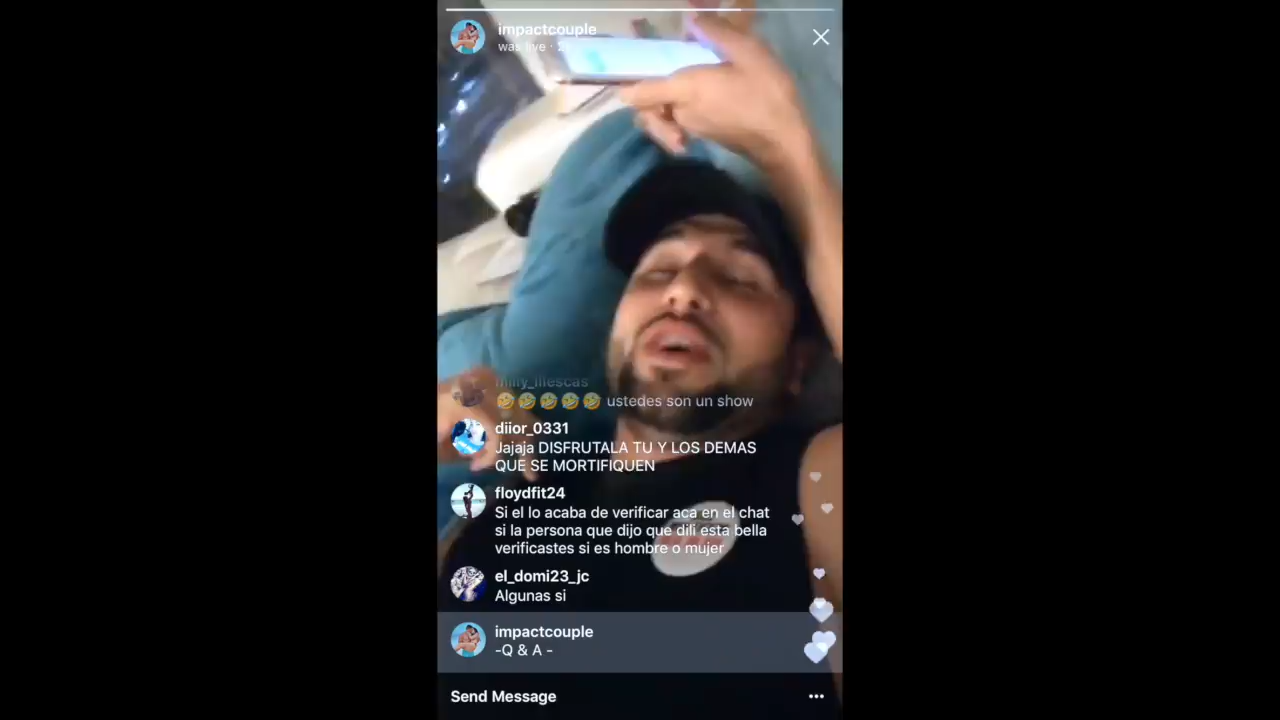 impactcouple
was live ·
milly_illescas
🤣🤣🤣🤣🤣 ustedes son un show
diior_0331
Jajaja DISFRUTALA TU Y LOS DEMAS
QUE SE MORTIFIQUEN
floydfit24
Si el lo acaba de verificar aca en el chat
si la persona que dijo que dili esta bella
verificastes si es hombre o mujer
el_domi23_jc
Algunas si
impactcouple
-Q & A -
Send Message